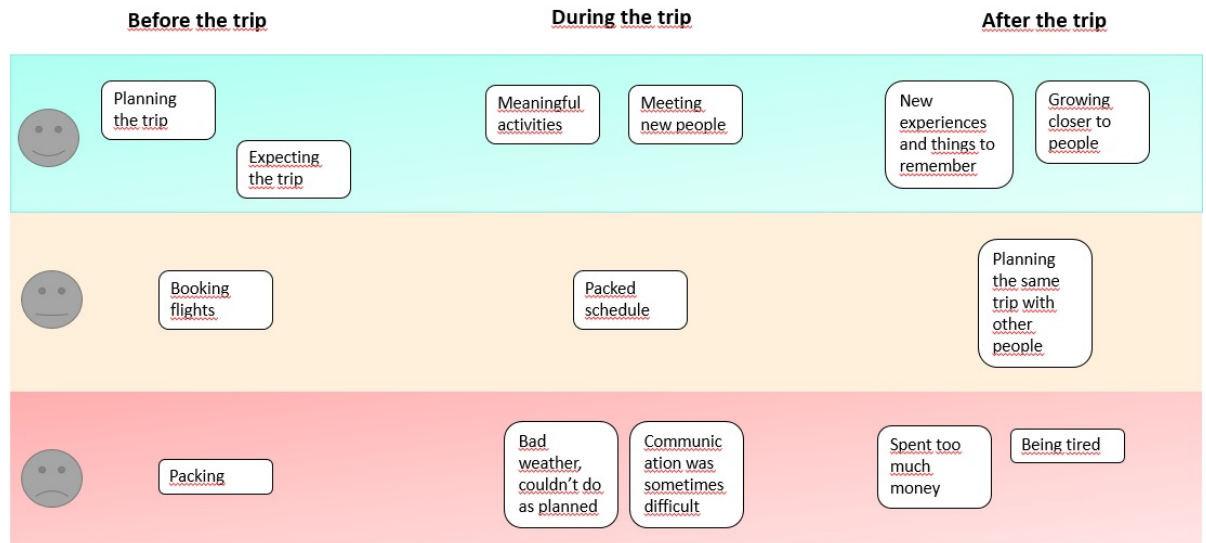 Before the trip
During the trip
After the trip
Planning
the trip
Expecting
the trip
Meaningful
activities
Meeting
new people
New
experiences
and things to
remember
Growing
closer to
people
Booking
flights
Packed
schedule
Planning
the same
trip with
other
people
Packing
Bad
weather,
couldn't do
as planned
Communic
ation was
sometimes
difficult
Spent too
much
money
Being tired